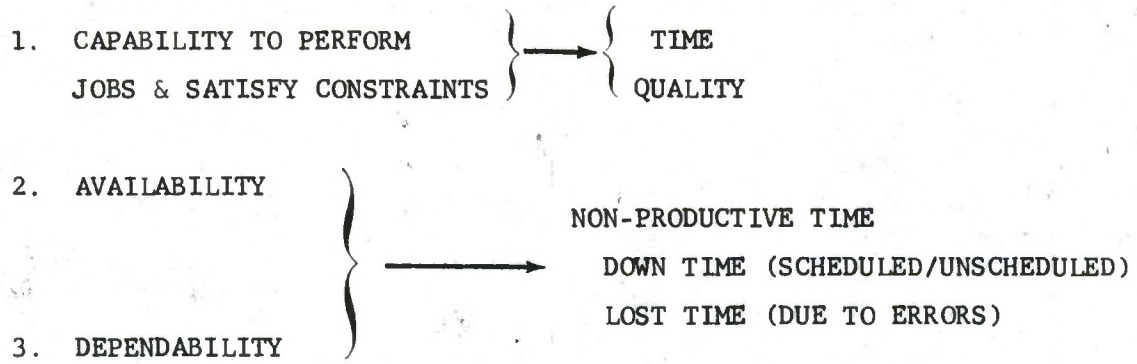 1. CAPABILITY TO PERFORM
JOBS & SATISFY CONSTRAINTS
TIME
QUALITY
2. AVAILABILITY
3. DEPENDABILITY
NON-PRODUCTIVE TIME
DOWN TIME (SCHEDULED/UNSCHEDULED)
LOST TIME (DUE TO ERRORS)